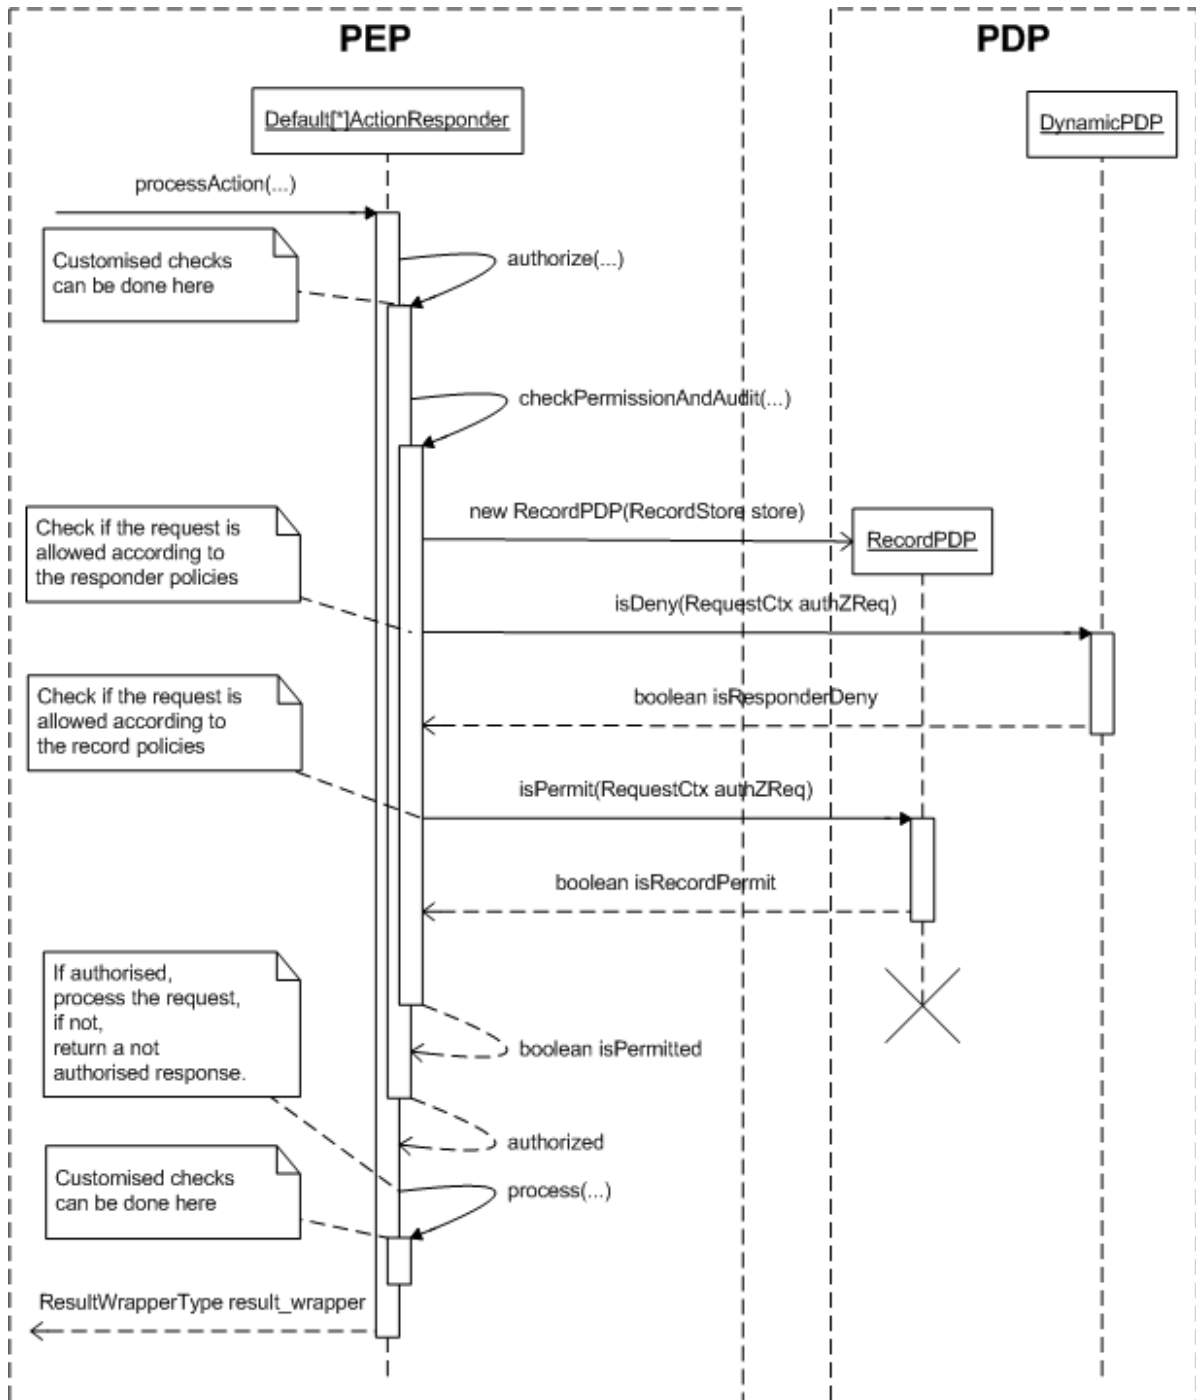 PEP
PDP
Default[*]ActionResponder
DynamicPDP
processAction(...)
Customised checks
can be done here
authorize(...)
checkPermissionAndAudit(...)
new RecordPDP(RecordStore store)
Check if the request is
allowed according to
the responder policies
RecordPDP
isDeny(RequestCtx authZReq)
Check if the request is
allowed according to
the record policies
boolean isResponderDeny
isPermit(RequestCtx authZReq)
boolean isRecordPermit
If authorised,
process the request,
if not,
return a not
authorised response.
boolean isPermitted
authorized
Customised checks
can be done here
process(...)
ResultWrapperType result_wrapper